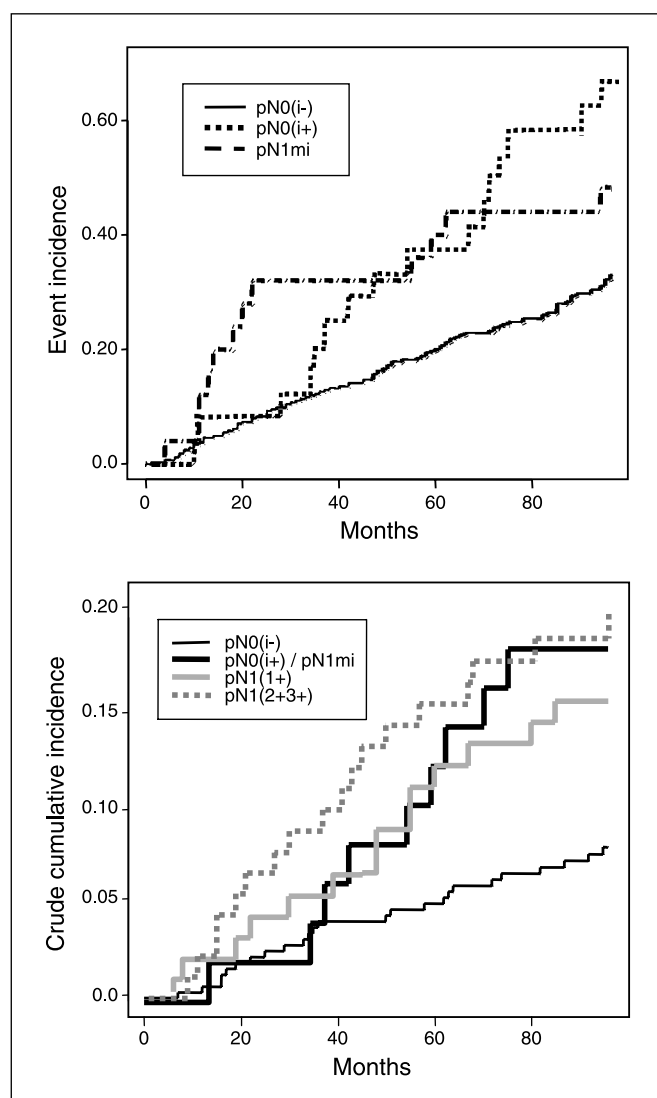 pN0(i-)
pN0(i+)
pN1mi
0.60
0.40
0.20
0.0
Event incidence
0 20 40 60 80
Months
pN0(i-)
pN0(i+) / pN1mi
pN1(1+)
pN1(2+3+)
0.20
0.15
0.10
0.05
0.0
Crude cumulative incidence
0 20 40 60 80
Months